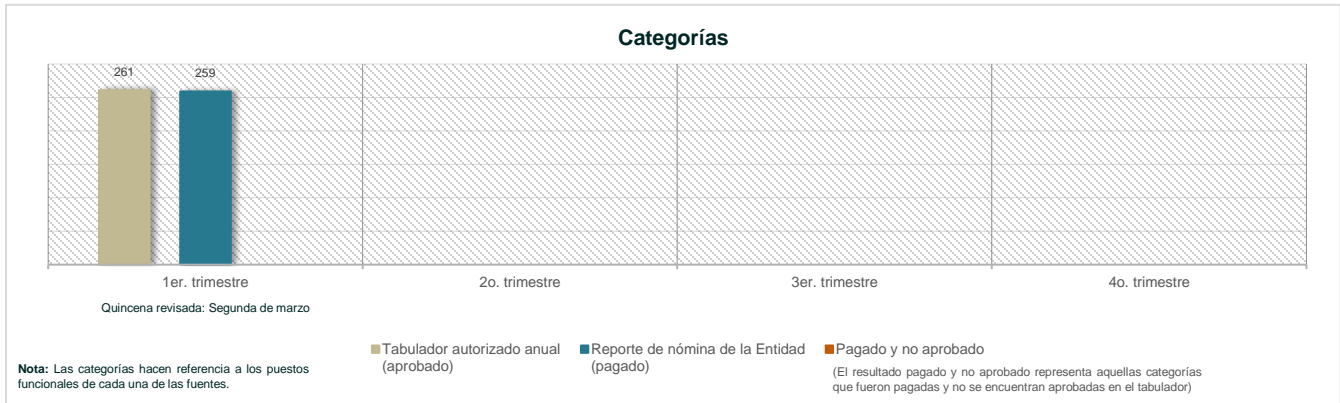 Categorías
261
259
1er. trimestre
2o. trimestre
3er. trimestre
4o. trimestre
Quincena revisada: Segunda de marzo
Tabulador autorizado anual
(aprobado)
Reporte de nómina de la Entidad
(pagado)
Pagado y no aprobado
(El resultado pagado y no aprobado representa aquellas categorías
que fueron pagadas y no se encuentran aprobadas en el tabulador)
Nota: Las categorías hacen referencia a los puestos
funcionales de cada una de las fuentes.